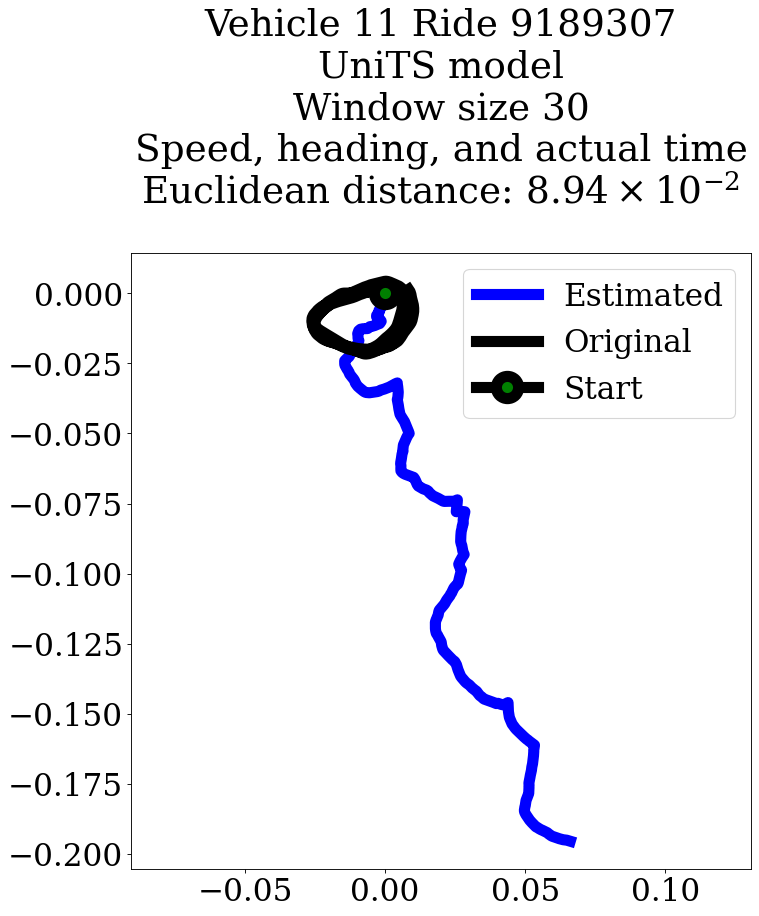 Vehicle 11 Ride 9189307
UniTS model
Window size 30
Speed, heading, and actual time
Euclidean distance: 8.94 × 10⁻²
Estimated
Original
Start
0.000
−0.025
−0.050
−0.075
−0.100
−0.125
−0.150
−0.175
−0.200
−0.05 0.00 0.05 0.10